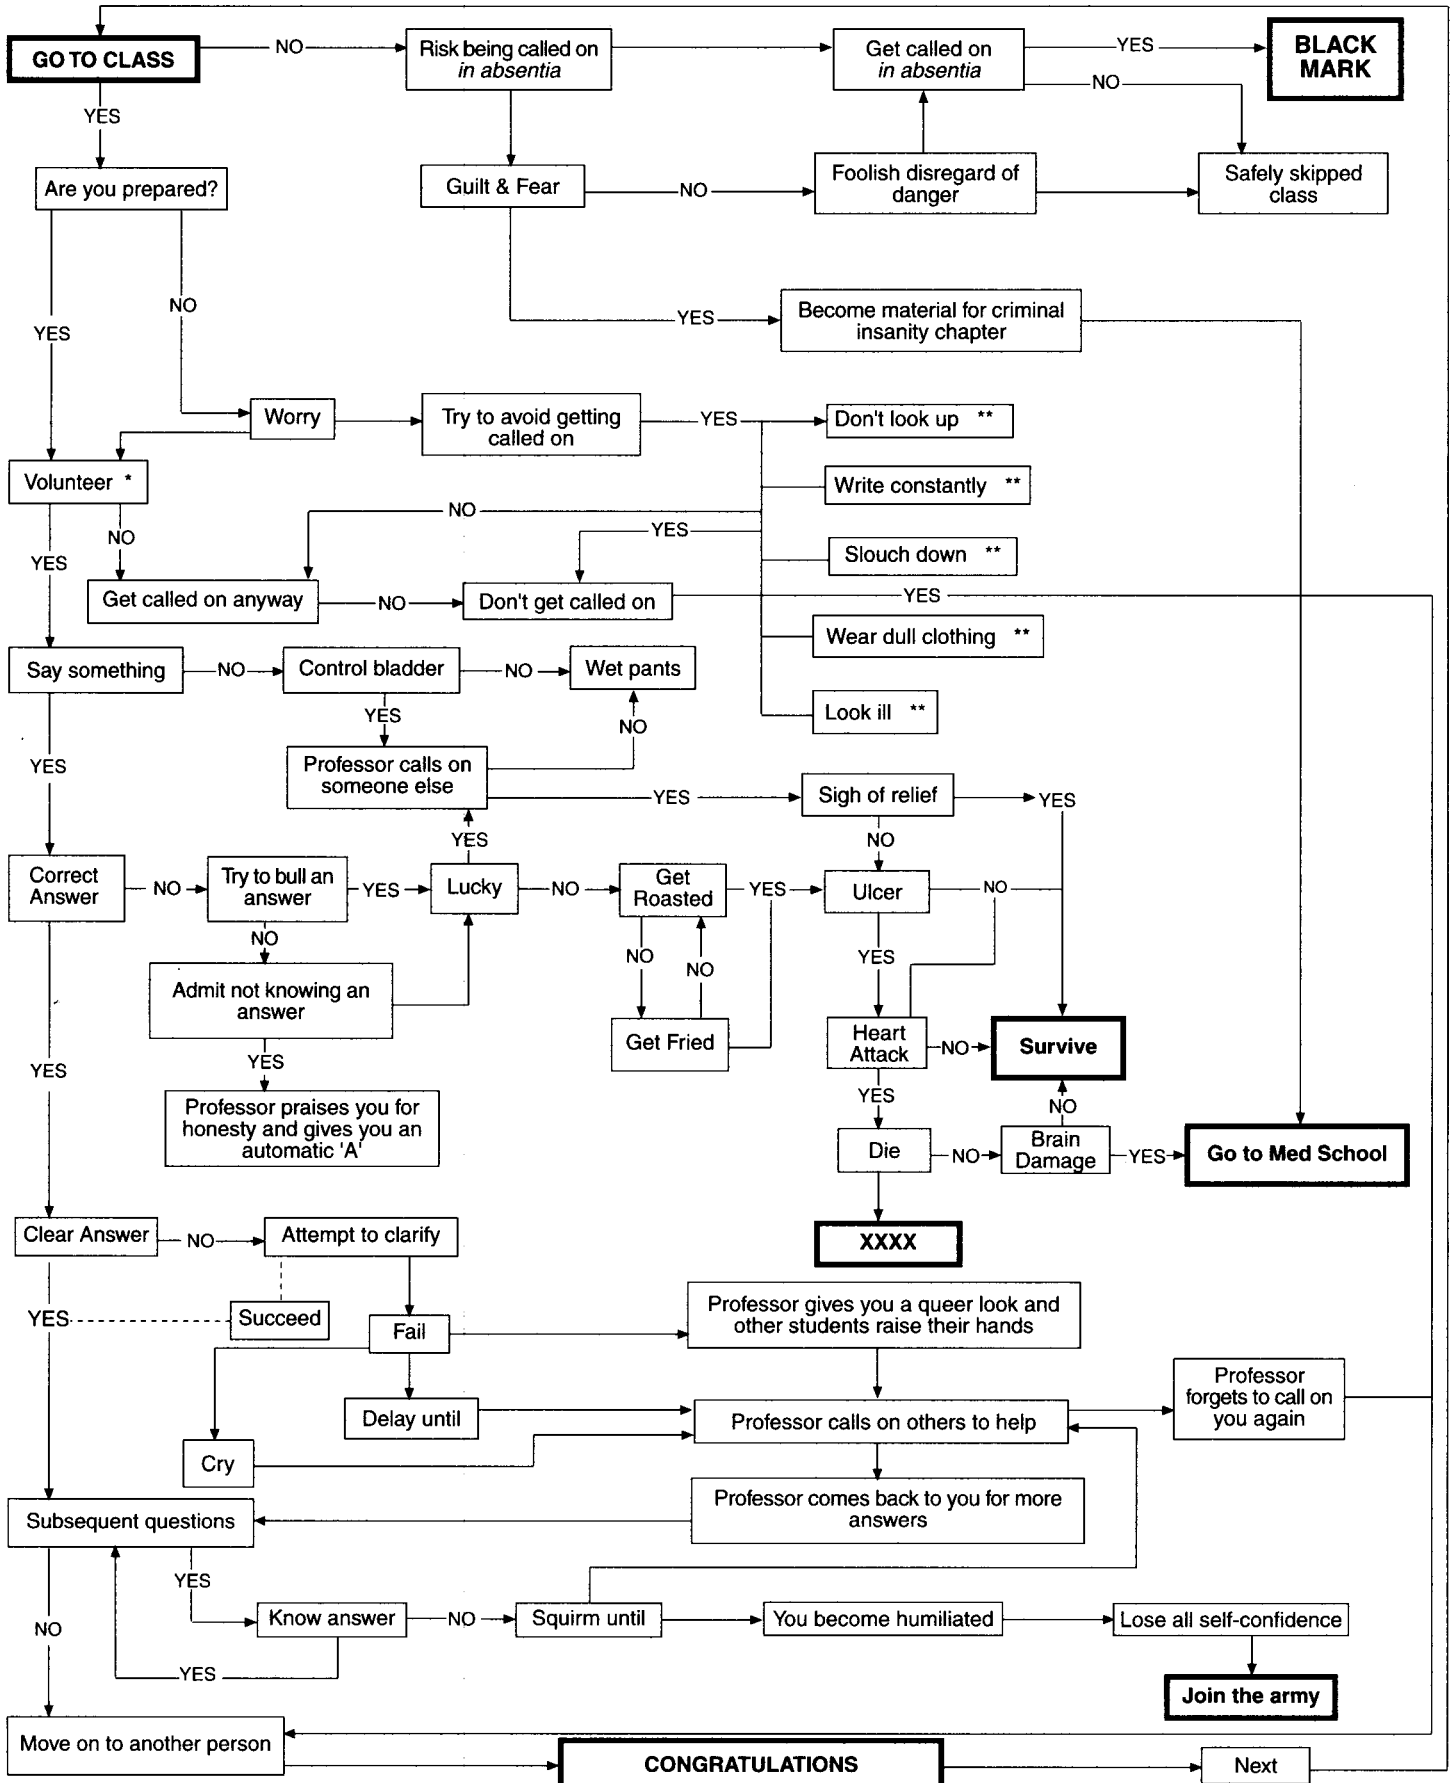 GO TO CLASS
NO
Risk being called on
in absentia
Get called on
in absentia
YES
BLACK
MARK
NO
YES
Are you prepared?
Guilt & Fear
NO
Foolish disregard of
danger
Safely skipped
class
NO
YES
YES
Become material for criminal
insanity chapter
Worry
Try to avoid getting
called on
YES
Don't look up **
Volunteer *
Write constantly **
NO
NO
YES
YES
Slouch down **
Get called on anyway
NO
Don't get called on
YES
Wear dull clothing **
Say something
NO
Control bladder
NO
Wet pants
YES
NO
Look ill **
YES
Professor calls on
someone else
YES
Sigh of relief
YES
YES
NO
Correct
Answer
NO
Try to bull an
answer
YES
Lucky
NO
Get
Roasted
YES
Ulcer
NO
NO
NO
NO
YES
Admit not knowing an
answer
Get Fried
Heart
Attack
NO
Survive
YES
YES
YES
NO
Professor praises you for
honesty and gives you an
automatic 'A'
Die
NO
Brain
Damage
YES
Go to Med School
Clear Answer
NO
Attempt to clarify
XXXX
YES
Succeed
Fail
Professor gives you a queer look and
other students raise their hands
Delay until
Professor calls on others to help
Professor
forgets to call on
you again
Cry
Professor comes back to you for more
answers
Subsequent questions
YES
NO
Know answer
NO
Squirm until
You become humiliated
Lose all self-confidence
YES
Join the army
Move on to another person
CONGRATULATIONS
Next